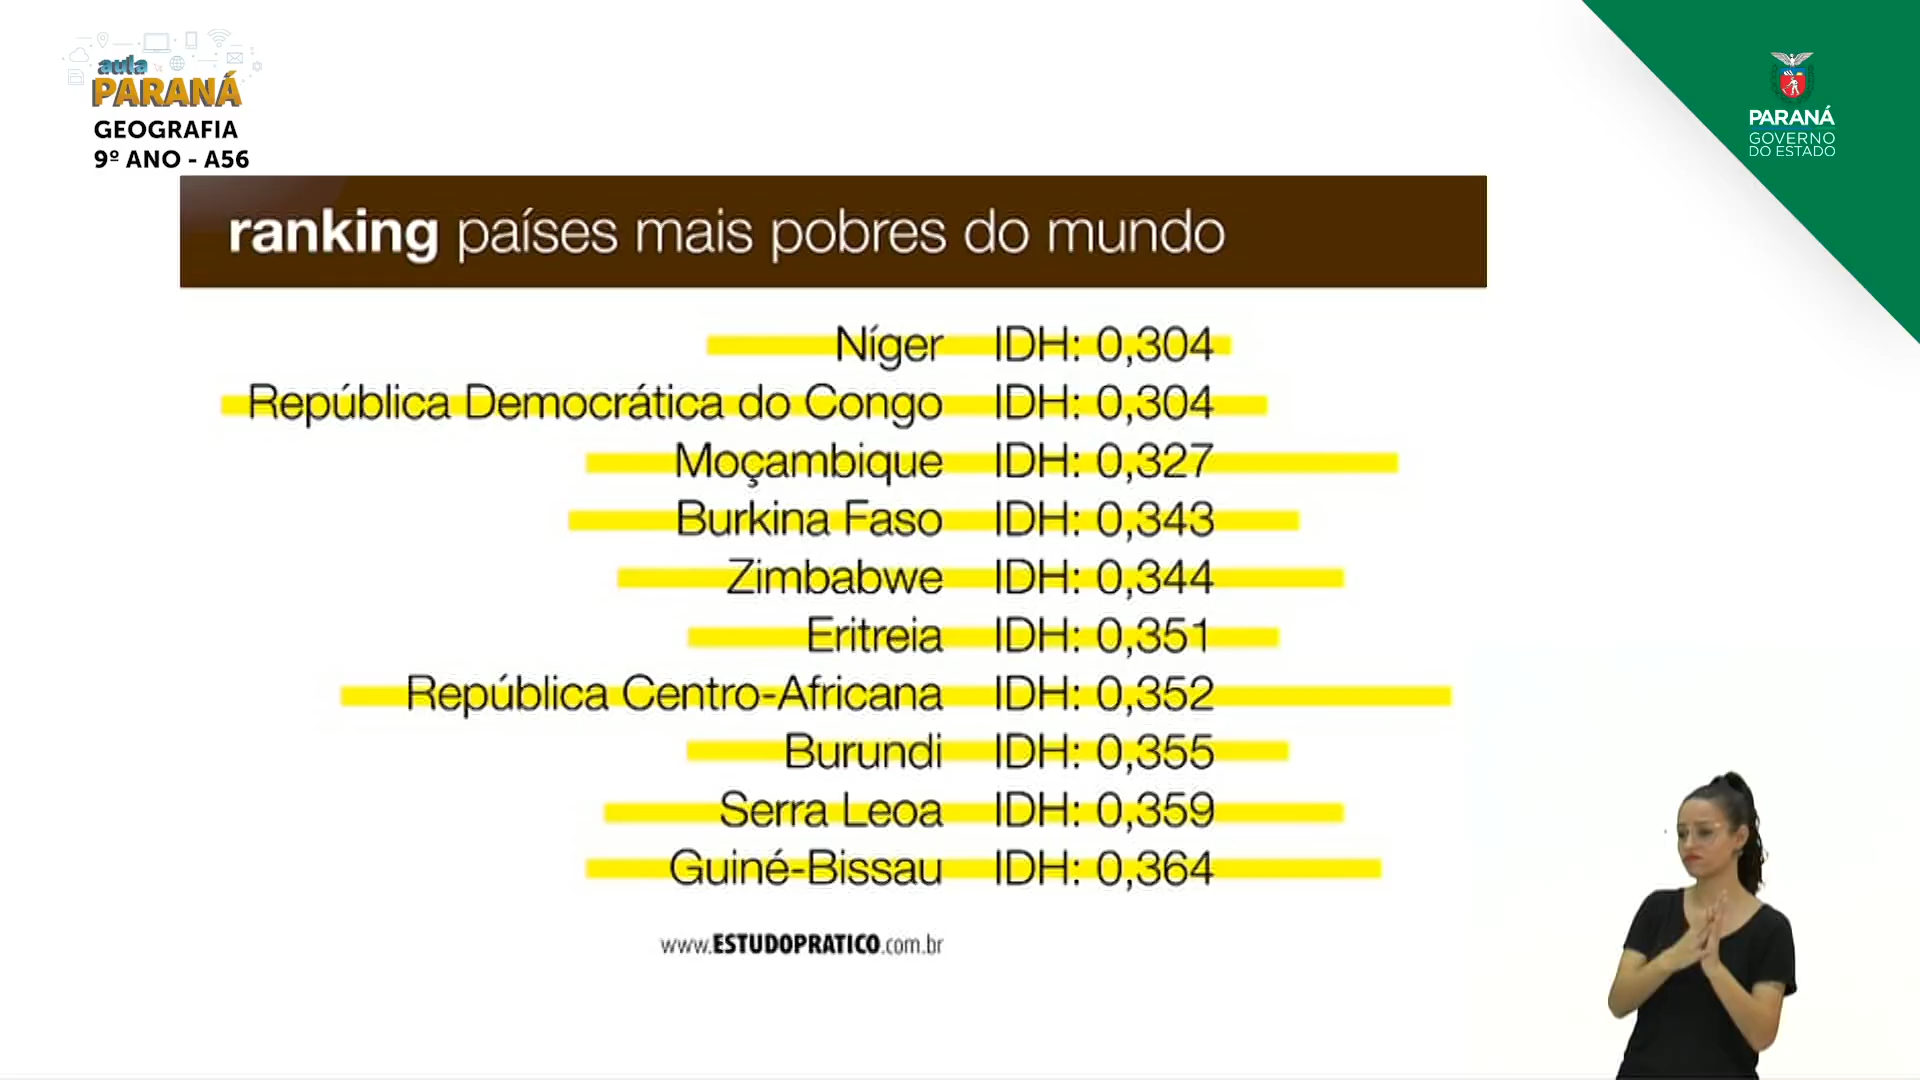 aula
PARANÁ
GEOGRAFIA
9º ANO - A56
PARANÁ
GOVERNO
DO ESTADO
ranking países mais pobres do mundo
Níger IDH: 0,304
República Democrática do Congo IDH: 0,304
Moçambique IDH: 0,327
Burkina Faso IDH: 0,343
Zimbabwe IDH: 0,344
Eritreia IDH: 0,351
República Centro-Africana IDH: 0,352
Burundi IDH: 0,355
Serra Leoa IDH: 0,359
Guiné-Bissau IDH: 0,364
www.ESTUDOPRATICO.com.br